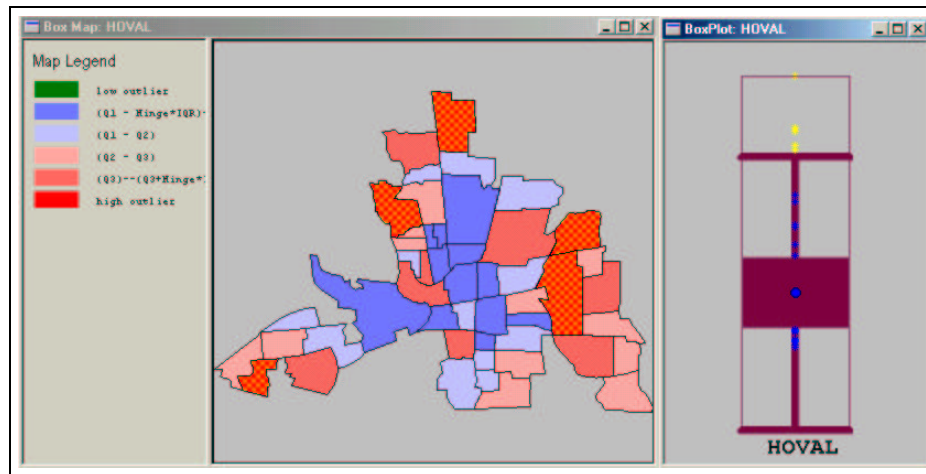 Box Map: HOVAL
BoxPlot: HOVAL
Map Legend
low outlier
(Q1 - Hinge*IQR)-
(Q1 - Q2)
(Q2 - Q3)
(Q3)--(Q3+Hinge*
high outlier
HOVAL